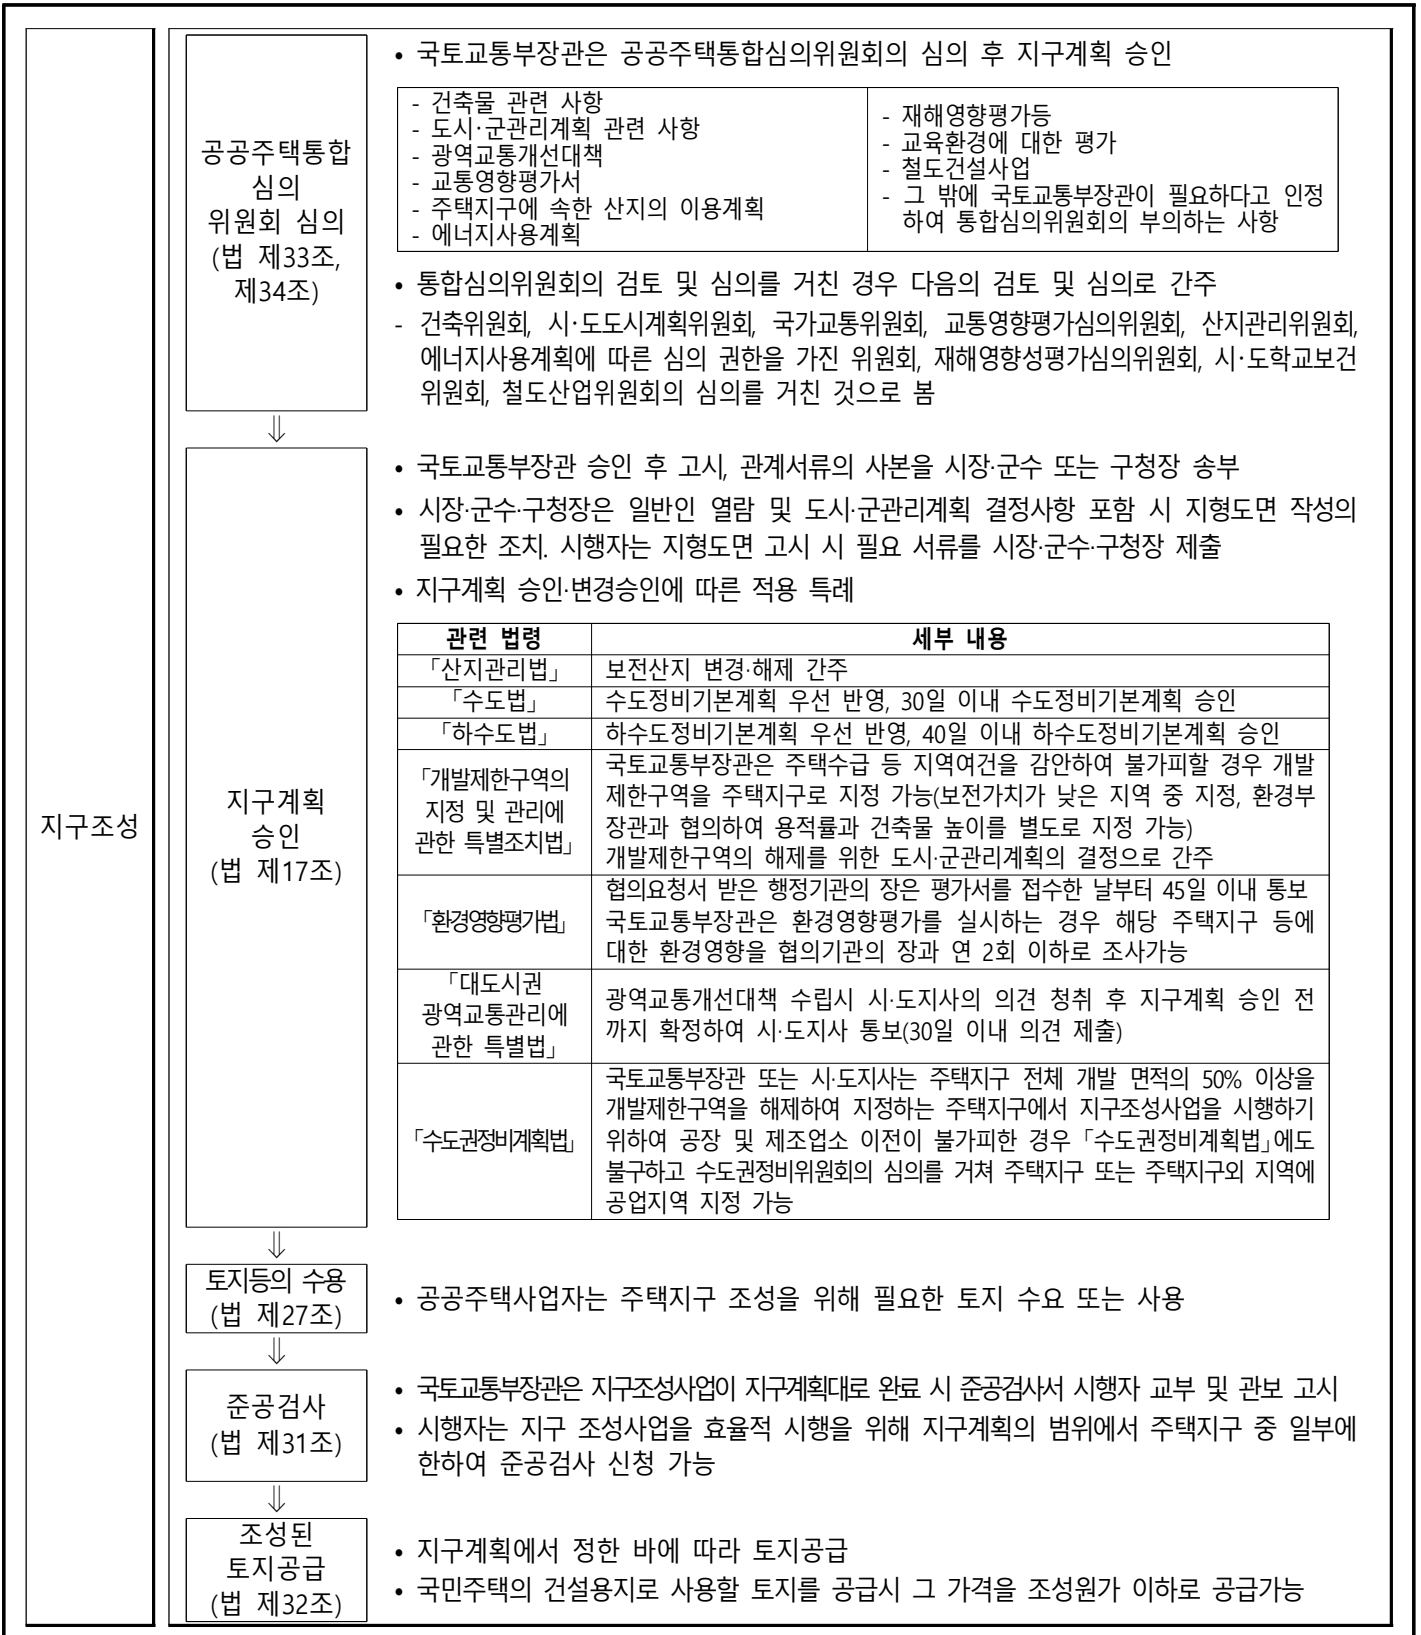 지구조성
공공주택통합
심의
위원회 심의
(법 제33조,
제34조)
• 국토교통부장관은 공공주택통합심의위원회의 심의 후 지구계획 승인
- 건축물 관련 사항
- 도시·군관리계획 관련 사항
- 광역교통개선대책
- 교통영향평가서
- 주택지구에 속한 산지의 이용계획
- 에너지사용계획
- 재해영향평가등
- 교육환경에 대한 평가
- 철도건설사업
- 그 밖에 국토교통부장관이 필요하다고 인정
하여 통합심의위원회의 부의하는 사항
• 통합심의위원회의 검토 및 심의를 거친 경우 다음의 검토 및 심의로 간주
- 건축위원회, 시·도도시계획위원회, 국가교통위원회, 교통영향평가심의위원회, 산지관리위원회,
에너지사용계획에 따른 심의 권한을 가진 위원회, 재해영향성평가심의위원회, 시·도학교보건
위원회, 철도산업위원회의 심의를 거친 것으로 봄
⇓
지구계획
승인
(법 제17조)
• 국토교통부장관 승인 후 고시, 관계서류의 사본을 시장·군수 또는 구청장 송부
• 시장·군수·구청장은 일반인 열람 및 도시·군관리계획 결정사항 포함 시 지형도면 작성의
필요한 조치. 시행자는 지형도면 고시 시 필요 서류를 시장·군수·구청장 제출
• 지구계획 승인·변경승인에 따른 적용 특례
관련 법령 세부 내용
「산지관리법」 보전산지 변경·해제 간주
「수도법」 수도정비기본계획 우선 반영, 30일 이내 수도정비기본계획 승인
「하수도법」 하수도정비기본계획 우선 반영, 40일 이내 하수도정비기본계획 승인
「개발제한구역의
지정 및 관리에
관한 특별조치법」
국토교통부장관은 주택수급 등 지역여건을 감안하여 불가피할 경우 개발
제한구역을 주택지구로 지정 가능(보전가치가 낮은 지역 중 지정, 환경부
장관과 협의하여 용적률과 건축물 높이를 별도로 지정 가능)
개발제한구역의 해제를 위한 도시·군관리계획의 결정으로 간주
「환경영향평가법」
협의요청서 받은 행정기관의 장은 평가서를 접수한 날부터 45일 이내 통보
국토교통부장관은 환경영향평가를 실시하는 경우 해당 주택지구 등에
대한 환경영향을 협의기관의 장과 연 2회 이하로 조사가능
「대도시권
광역교통관리에
관한 특별법」
광역교통개선대책 수립시 시·도지사의 의견 청취 후 지구계획 승인 전
까지 확정하여 시·도지사 통보(30일 이내 의견 제출)
「수도권정비계획법」
국토교통부장관 또는 시·도지사는 주택지구 전체 개발 면적의 50% 이상을
개발제한구역을 해제하여 지정하는 주택지구에서 지구조성사업을 시행하기
위하여 공장 및 제조업소 이전이 불가피한 경우 「수도권정비계획법」에도
불구하고 수도권정비위원회의 심의를 거쳐 주택지구 또는 주택지구외 지역에
공업지역 지정 가능
⇓
토지등의 수용
(법 제27조)
• 공공주택사업자는 주택지구 조성을 위해 필요한 토지 수요 또는 사용
⇓
준공검사
(법 제31조)
• 국토교통부장관은 지구조성사업이 지구계획대로 완료 시 준공검사서 시행자 교부 및 관보 고시
• 시행자는 지구 조성사업을 효율적 시행을 위해 지구계획의 범위에서 주택지구 중 일부에
한하여 준공검사 신청 가능
⇓
조성된
토지공급
(법 제32조)
• 지구계획에서 정한 바에 따라 토지공급
• 국민주택의 건설용지로 사용할 토지를 공급시 그 가격을 조성원가 이하로 공급가능